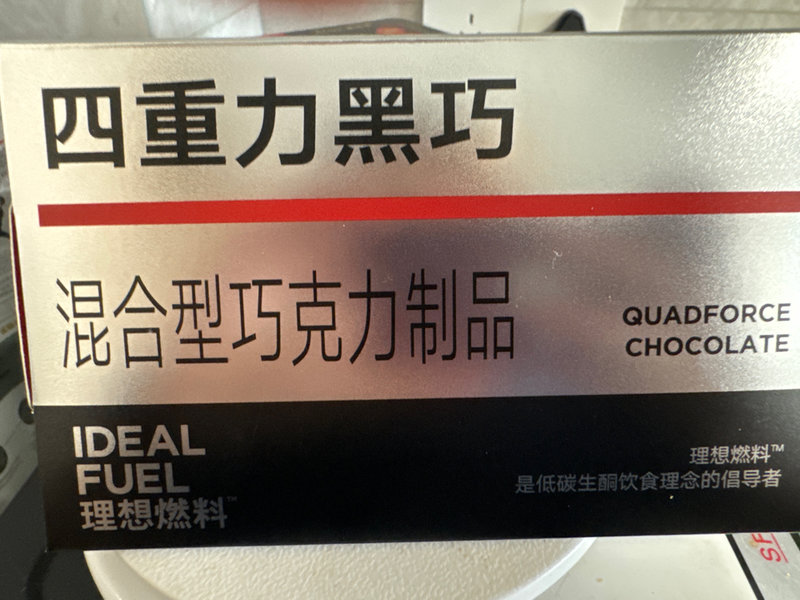 四重力黑巧
混合型巧克力制品
QUADFORCE
CHOCOLATE
IDEAL
FUEL
理想燃料™
理想燃料™
是低碳生酮饮食理念的倡导者
SF